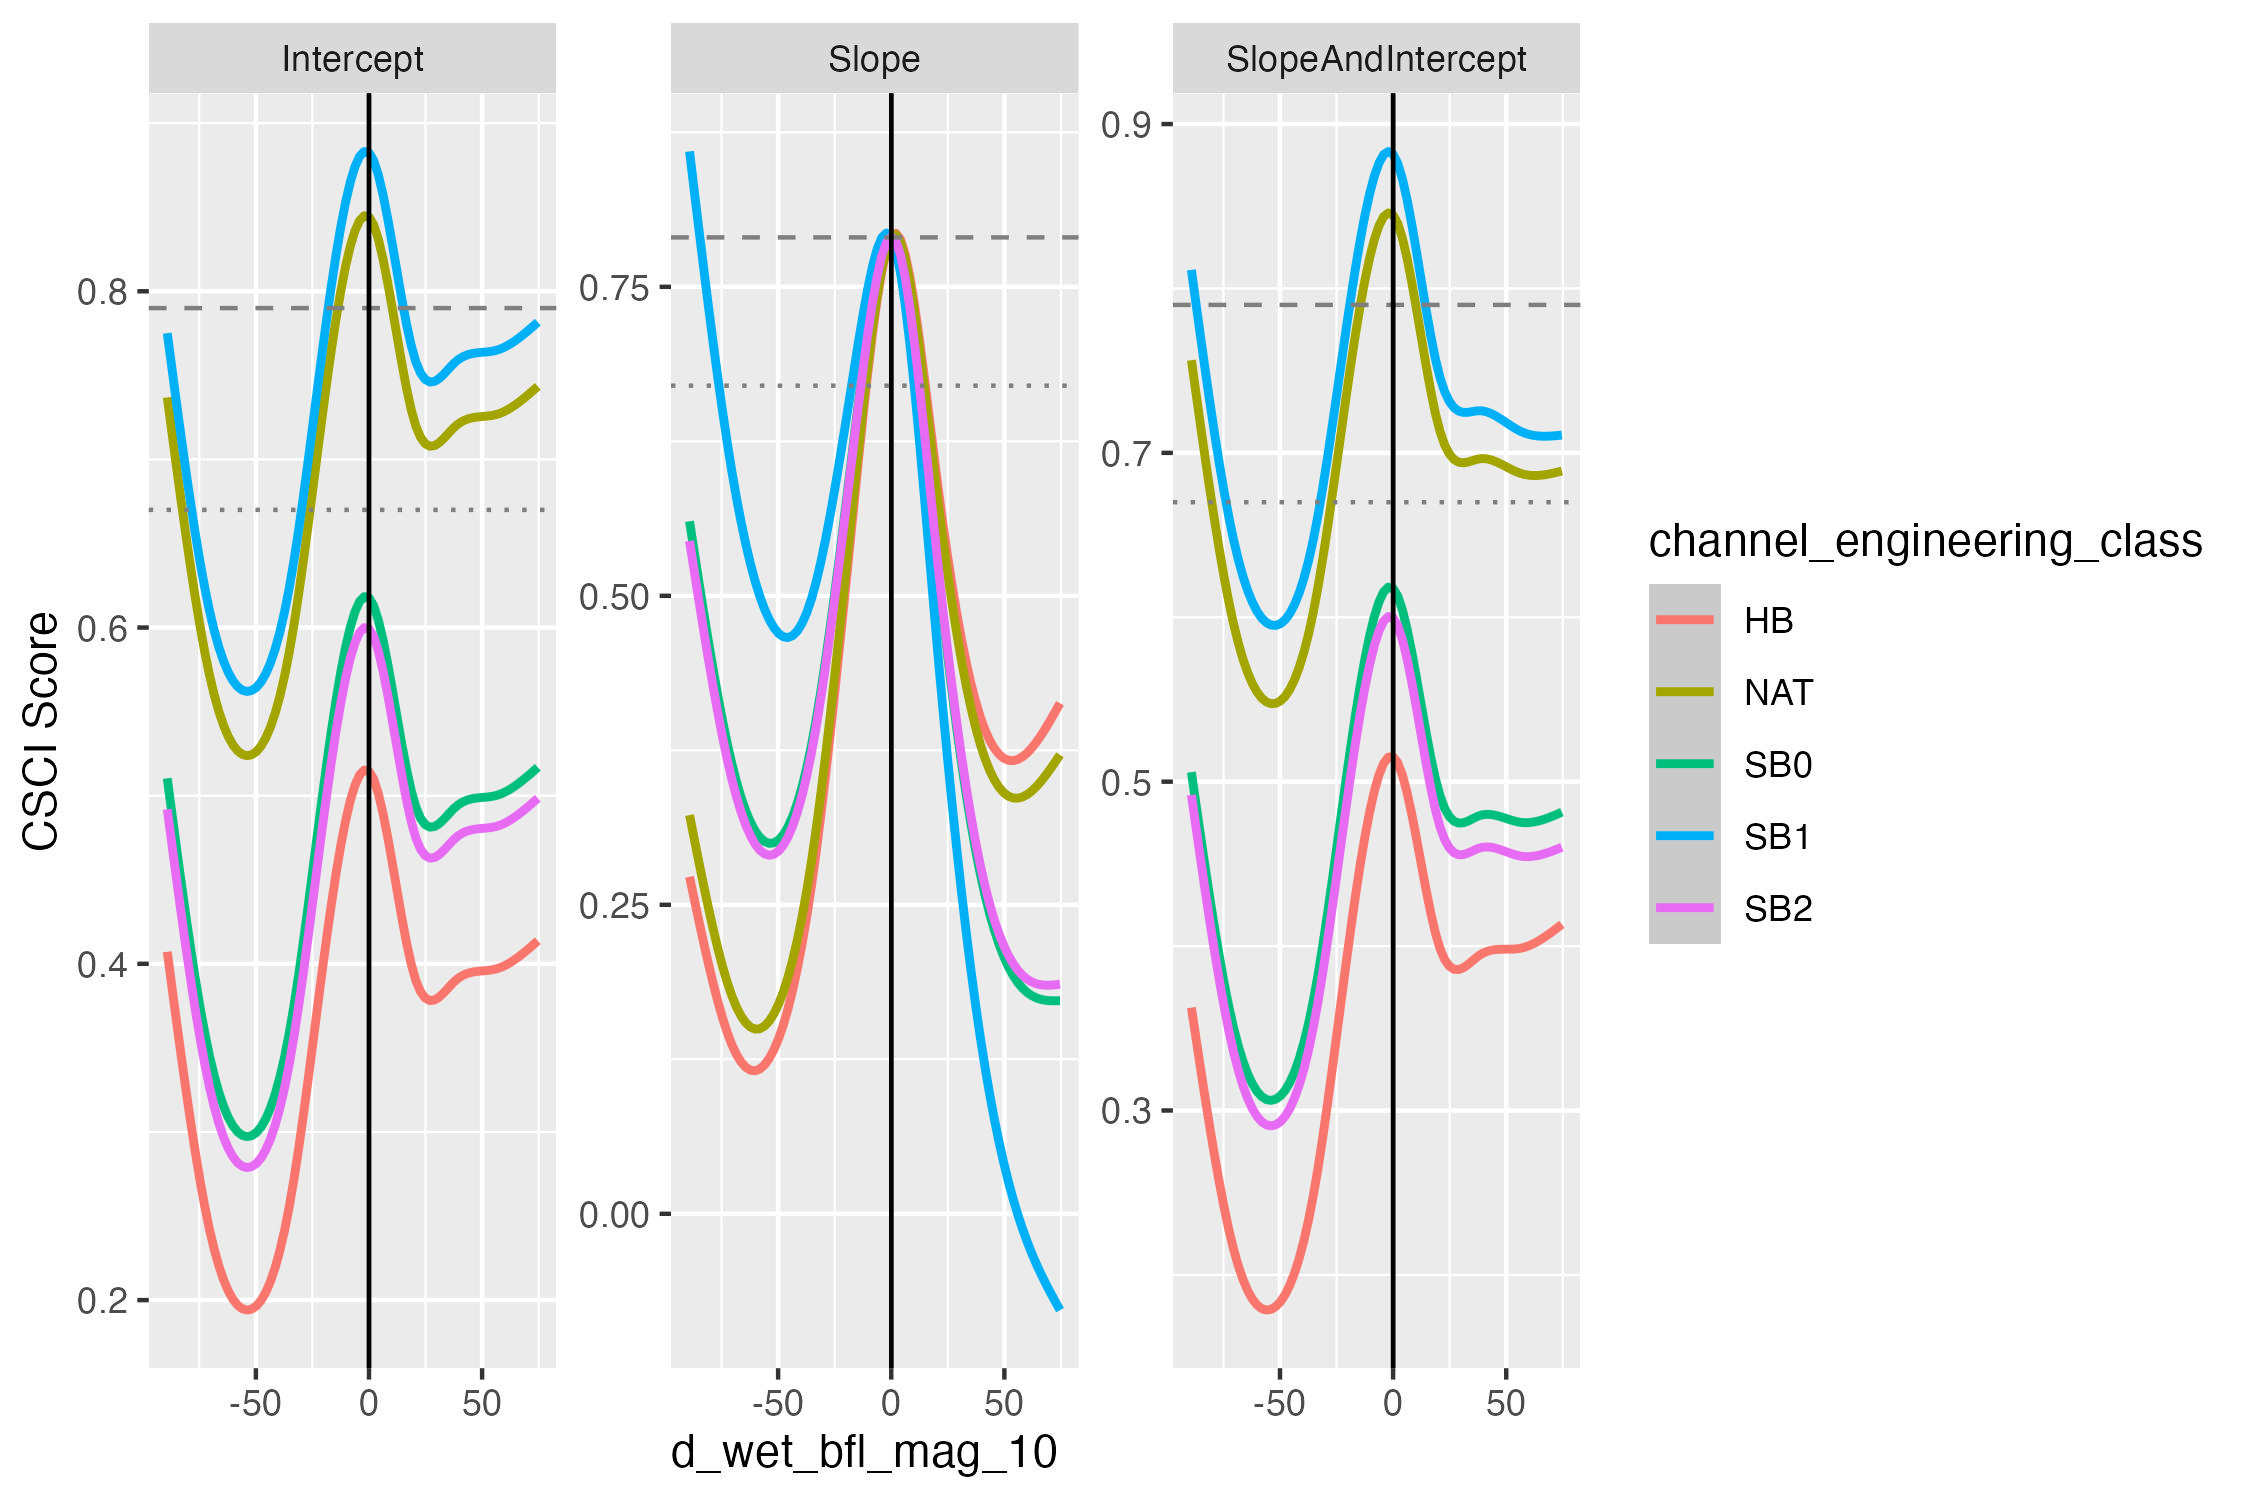 Intercept
Slope
SlopeAndIntercept
CSCI Score
0.8
0.6
0.4
0.2
-50 0 50
0.75
0.50
0.25
0.00
-50 0 50
0.9
0.7
0.5
0.3
-50 0 50
d_wet_bfl_mag_10
channel_engineering_class
HB
NAT
SB0
SB1
SB2